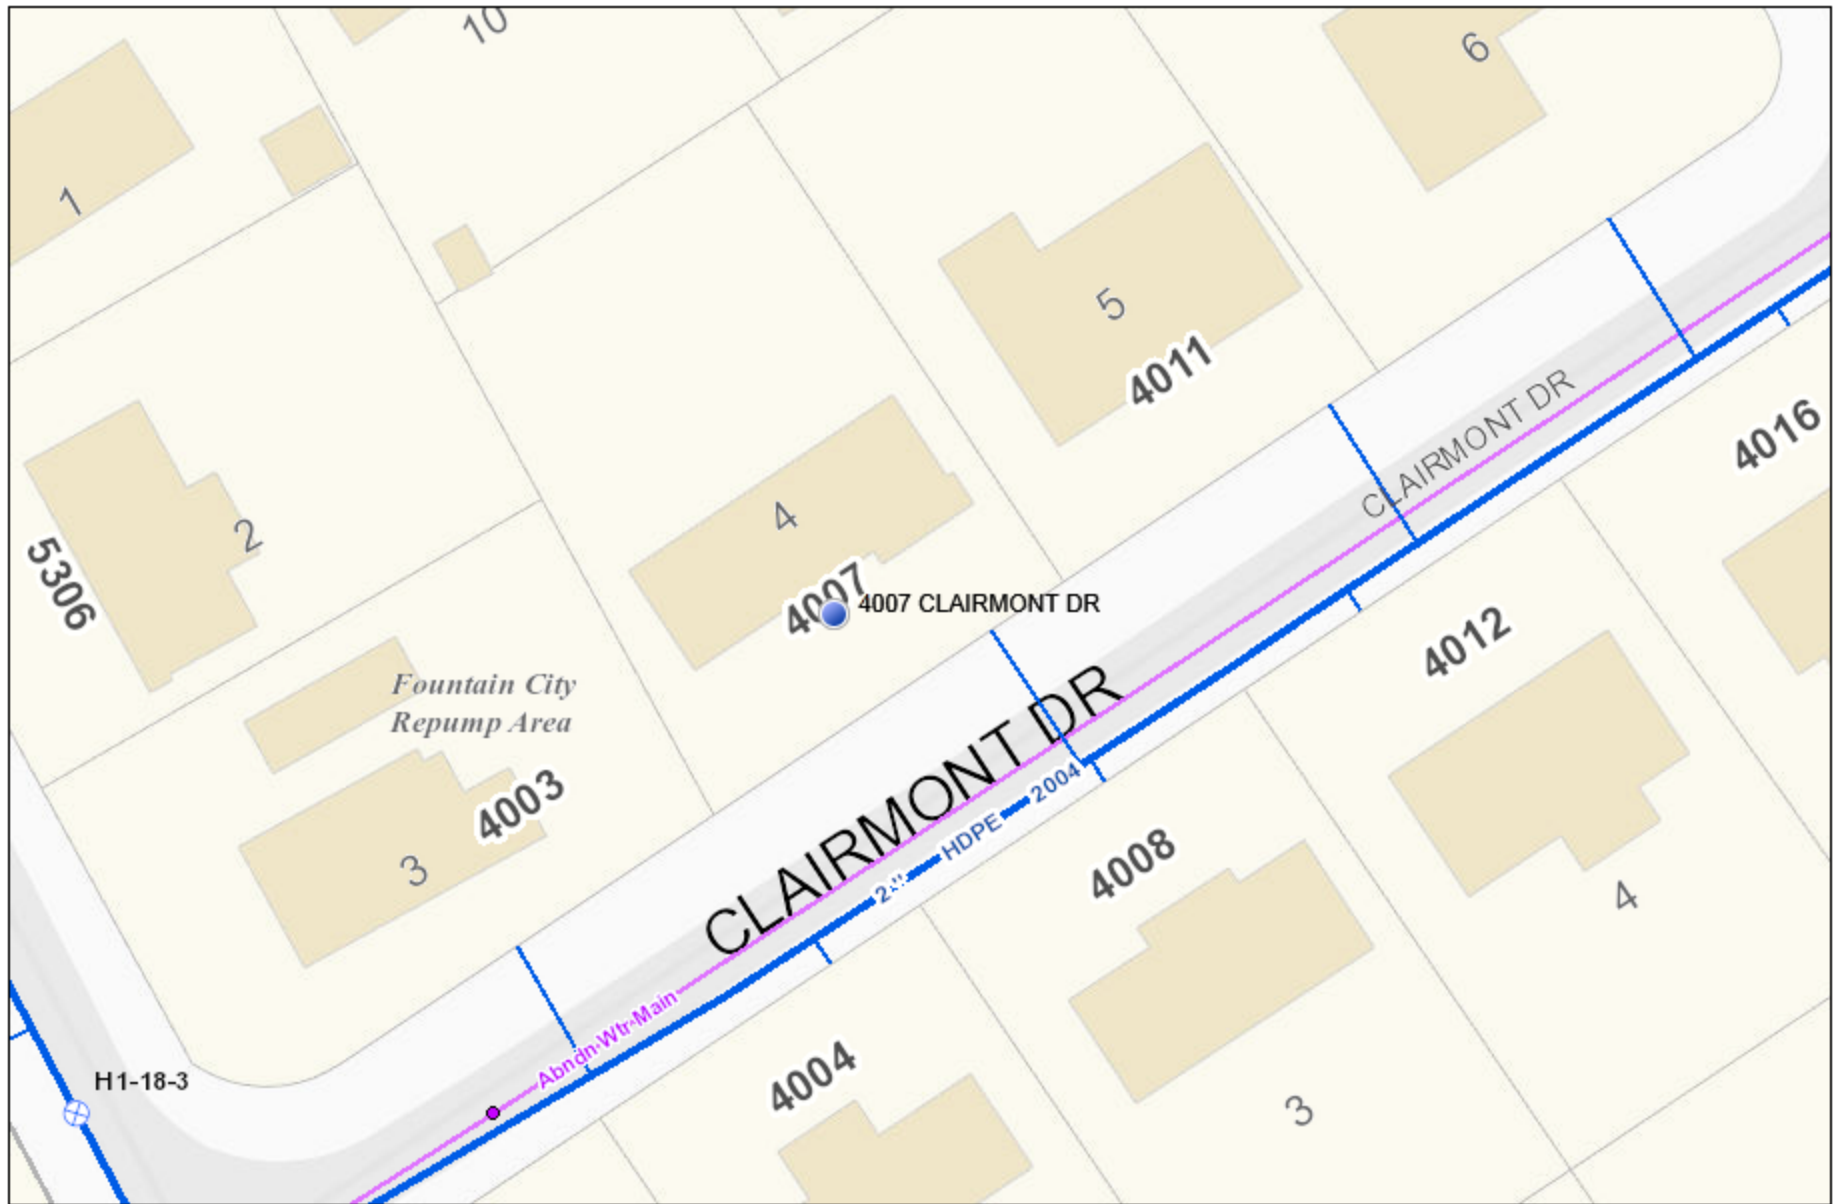 10
6
1
5
4011
CLAIRMONT DR
4016
4
2
5306
4007
4007 CLAIRMONT DR
4012
Fountain City
Repump Area
CLAIRMONT DR
2004
HDPE
4003
3
4008
4
Abndn-Wtr-Main
4004
H1-18-3
3